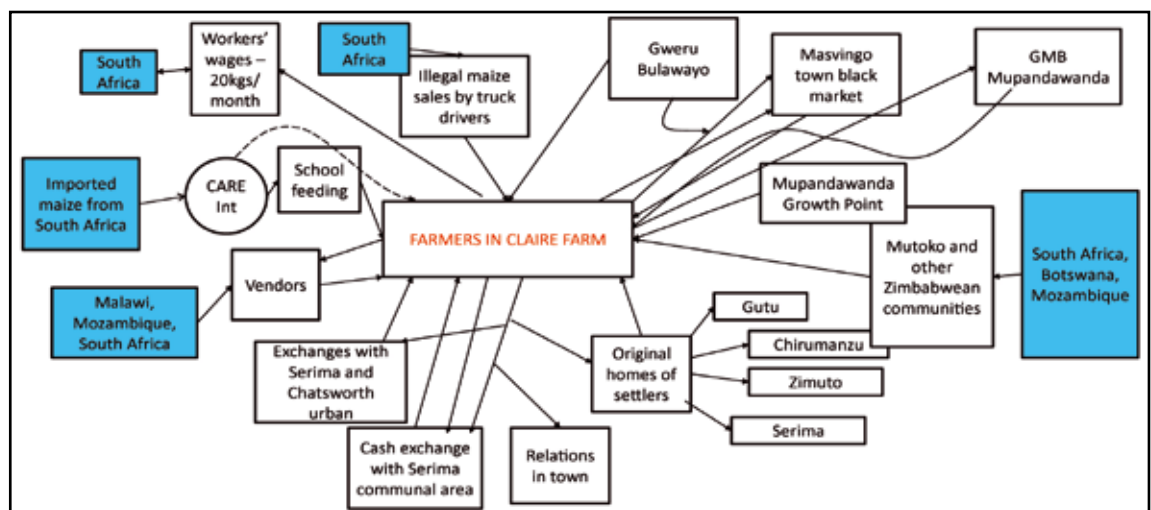 South
Africa
Workers'
wages –
20kgs/
month
South
Africa
Illegal maize
sales by truck
drivers
Gweru
Bulawayo
Masvingo
town black
market
GMB
Mupandawanda
Imported
maize from
South Africa
CARE
Int
School
feeding
FARMERS IN CLAIRE FARM
Mupandawanda
Growth Point
Mutoko and
other
Zimbabwean
communities
South Africa,
Botswana,
Mozambique
Malawi,
Mozambique,
South Africa
Vendors
Exchanges with
Serima and
Chatsworth
urban
Cash exchange
with Serima
communal area
Relations
in town
Original
homes of
settlers
Gutu
Chirumanzu
Zimuto
Serima